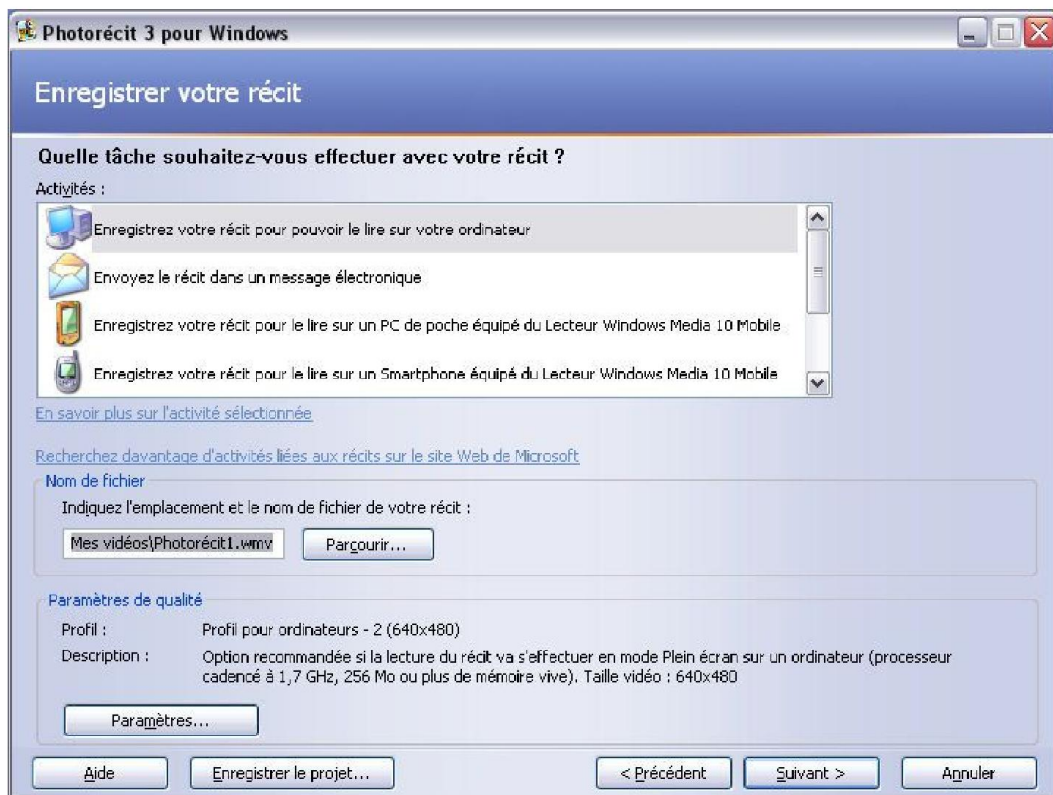 Photorécit 3 pour Windows
Enregistrer votre récit
Quelle tâche souhaitez-vous effectuer avec votre récit ?
Activités :
Enregistrez votre récit pour pouvoir le lire sur votre ordinateur
Envoyez le récit dans un message électronique
Enregistrez votre récit pour le lire sur un PC de poche équipé du Lecteur Windows Media 10 Mobile
Enregistrez votre récit pour le lire sur un Smartphone équipé du Lecteur Windows Media 10 Mobile
En savoir plus sur l'activité sélectionnée
Recherchez davantage d'activités liées aux récits sur le site Web de Microsoft
Nom de fichier
Indiquez l'emplacement et le nom de fichier de votre récit :
Mes vidéos\Photorécit1.wmv Parcourir...
Paramètres de qualité
Profil : Profil pour ordinateurs - 2 (640x480)
Description : Option recommandée si la lecture du récit va s'effectuer en mode Plein écran sur un ordinateur (processeur
cadencé à 1,7 GHz, 256 Mo ou plus de mémoire vive). Taille vidéo : 640x480
Paramètres...
Aide Enregistrer le projet... < Précédent Suivant > Annuler